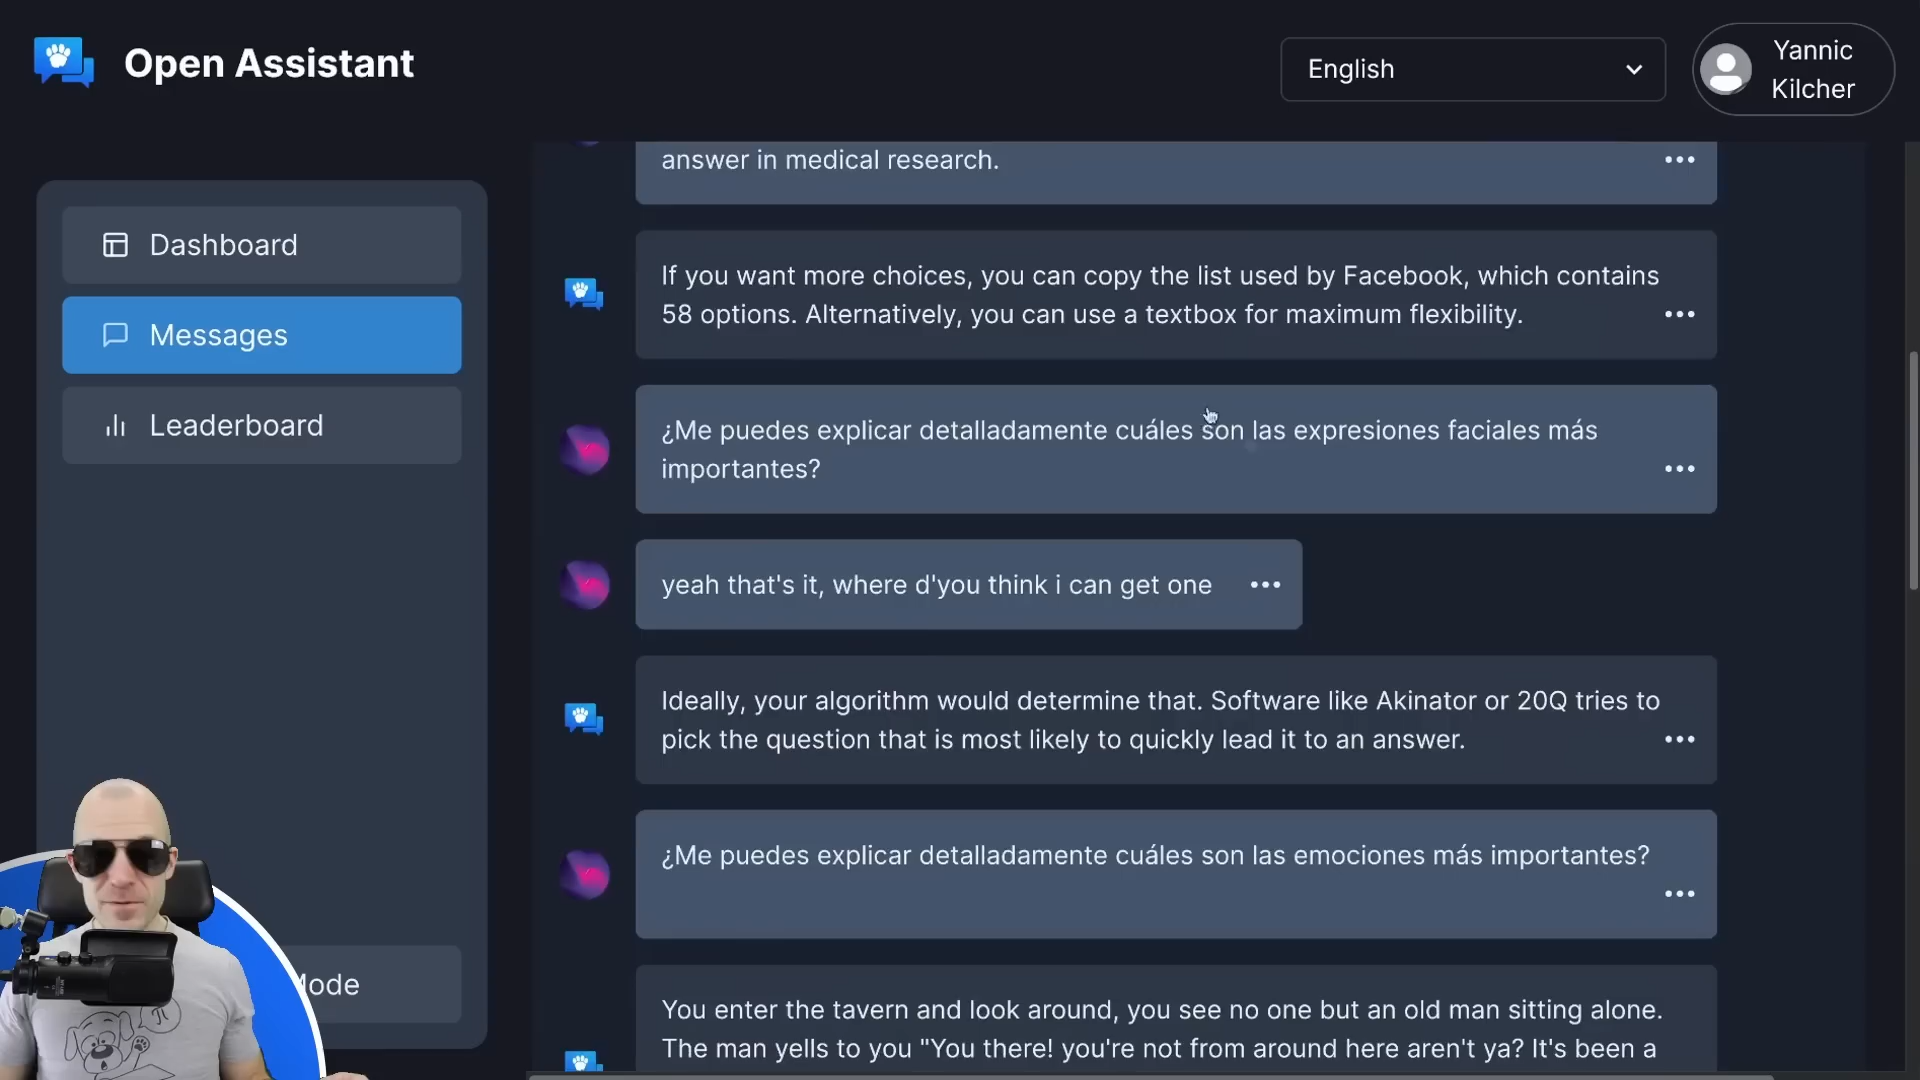 Open Assistant
English
Yannic
Kilcher
Dashboard
Messages
Leaderboard
Mode
answer in medical research.
If you want more choices, you can copy the list used by Facebook, which contains
58 options. Alternatively, you can use a textbox for maximum flexibility.
¿Me puedes explicar detalladamente cuáles son las expresiones faciales más
importantes?
yeah that's it, where d'you think i can get one
Ideally, your algorithm would determine that. Software like Akinator or 20Q tries to
pick the question that is most likely to quickly lead it to an answer.
¿Me puedes explicar detalladamente cuáles son las emociones más importantes?
You enter the tavern and look around, you see no one but an old man sitting alone.
The man yells to you "You there! you're not from around here aren't ya? It's been a